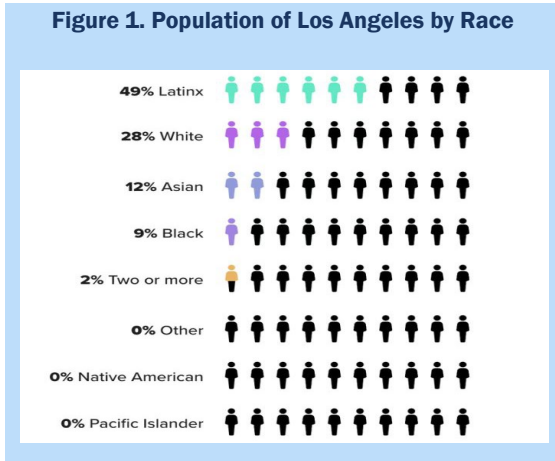 Figure 1. Population of Los Angeles by Race
49% Latinx
28% White
12% Asian
9% Black
2% Two or more
0% Other
0% Native American
0% Pacific Islander